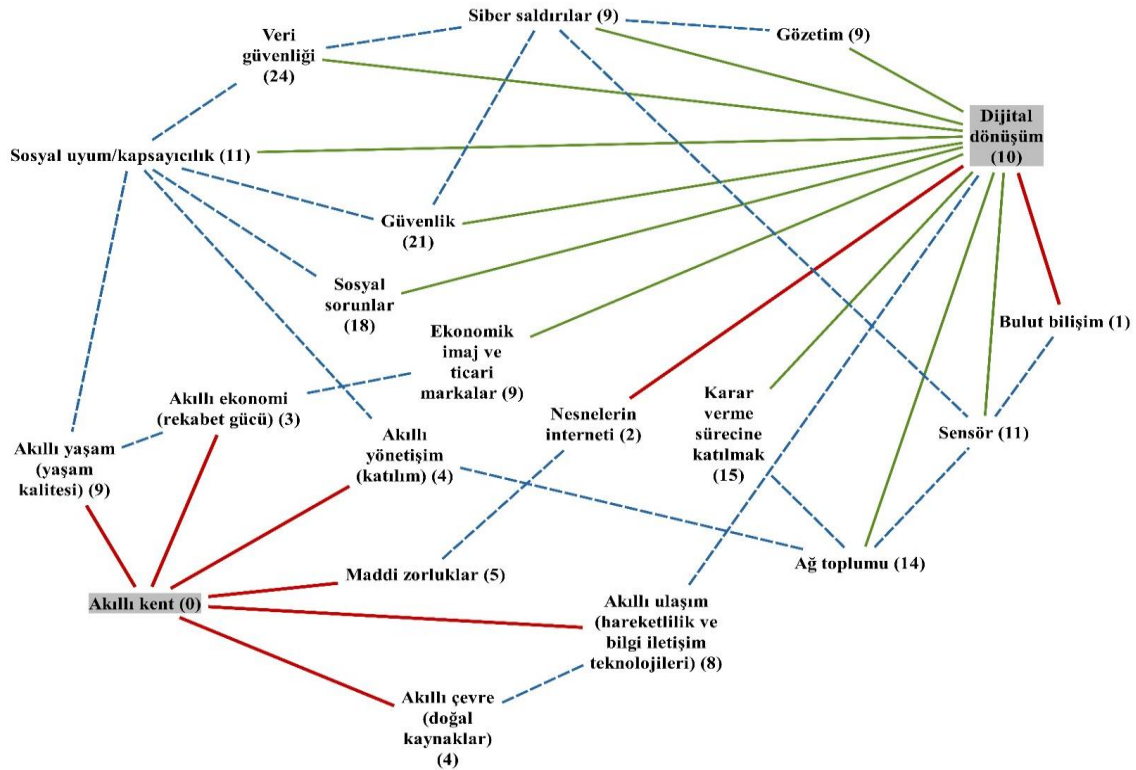 Siber saldırılar (9)
Gözetim (9)
Veri
güvenliği
(24)
Dijital
dönüşüm
(10)
Sosyal uyum/kapsayıcılık (11)
Güvenlik
(21)
Sosyal
sorunlar
(18)
Bulut bilişim (1)
Ekonomik
imaj ve
ticari
markalar (9)
Akıllı ekonomi
(rekabet gücü) (3)
Nesnelerin
interneti (2)
Karar
verme
sürecine
katılmak
(15)
Sensör (11)
Akıllı yaşam
(yaşam
kalitesi) (9)
Akıllı
yönetişim
(katılım) (4)
Ağ toplumu (14)
Maddi zorluklar (5)
Akıllı kent (0)
Akıllı ulaşım
(hareketlilik ve
bilgi iletişim
teknolojileri) (8)
Akıllı çevre
(doğal
kaynaklar)
(4)